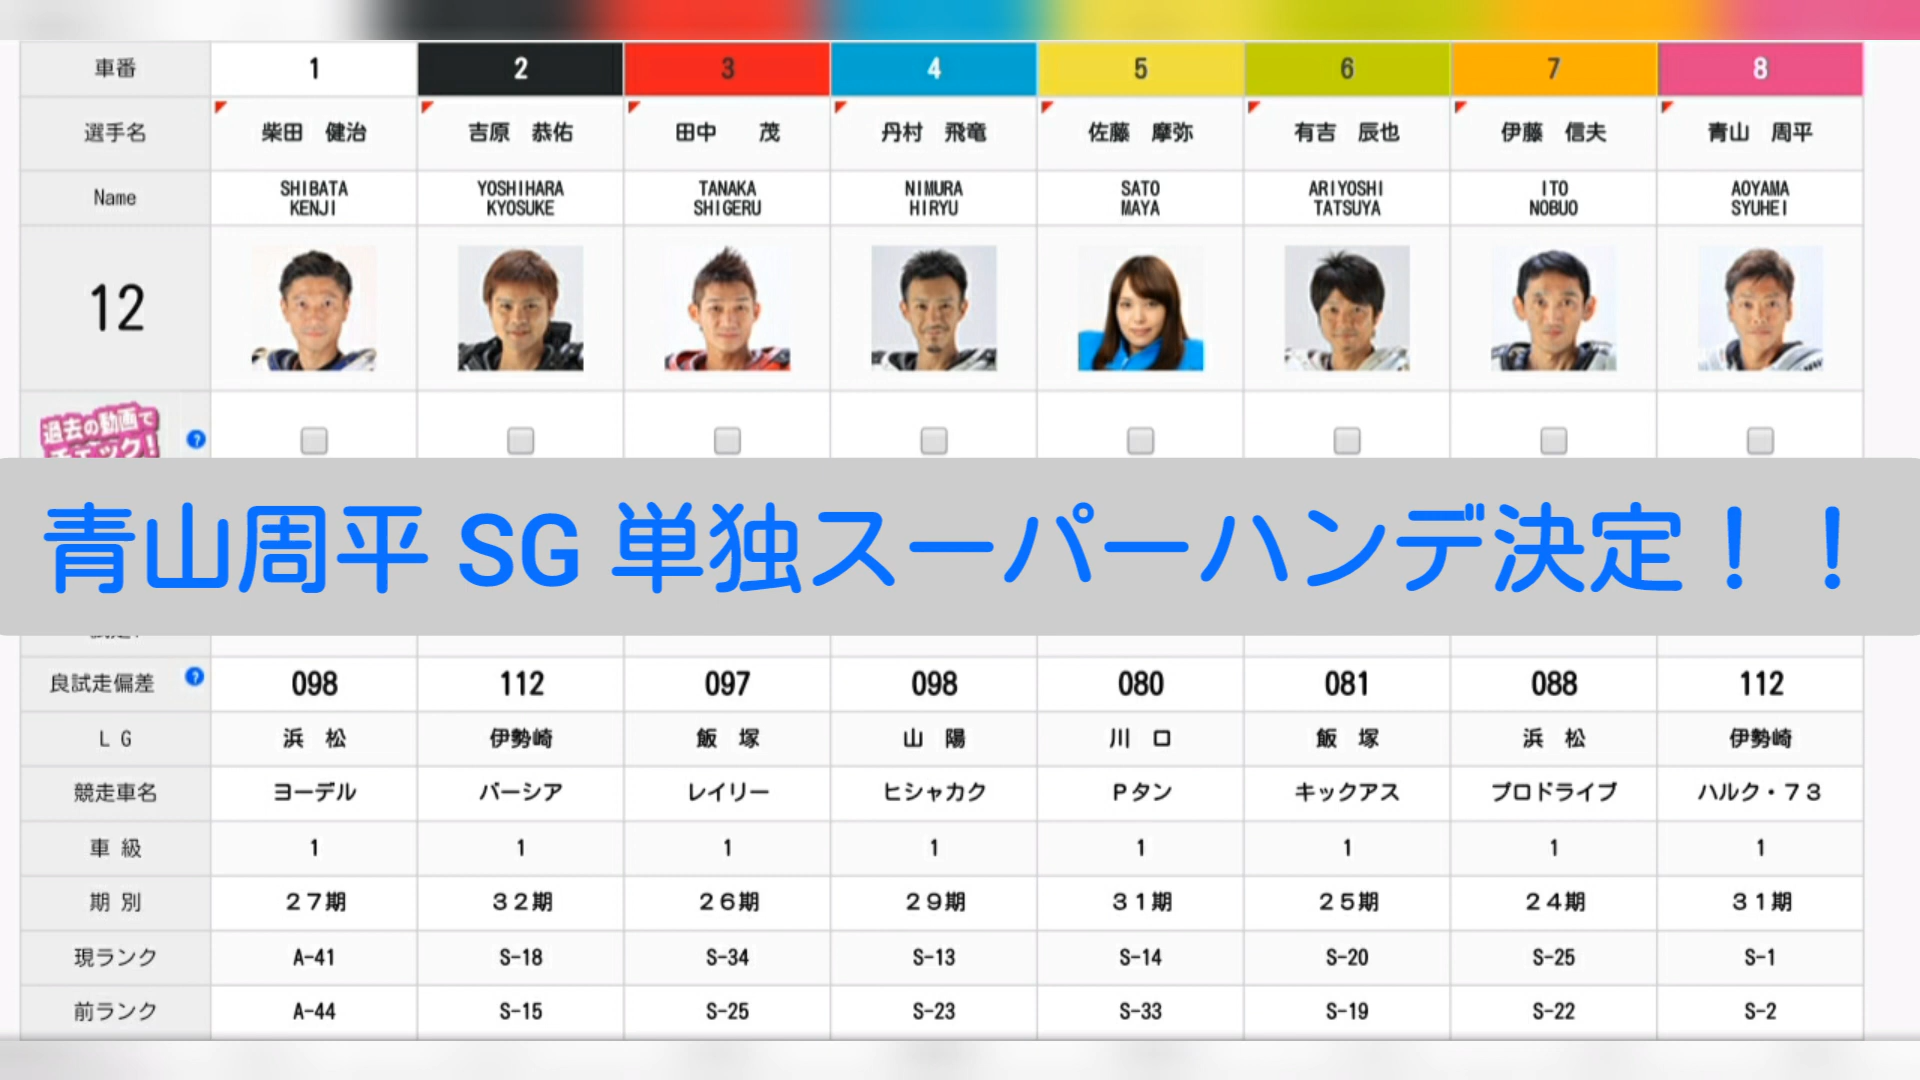 車番 1 2 3 4 5 6 7 8
選手名 柴田 健治 吉原 恭佑 田中 茂 丹村 飛竜 佐藤 摩弥 有吉 辰也 伊藤 信夫 青山 周平
Name SHIBATA KENJI YOSHIHARA KYOSUKE TANAKA SHIGERU NIMURA HIRYU SATO MAYA ARIYOSHI TATSUYA ITO NOBUO AOYAMA SYUHEI
12
過去の動画で
チェック! ?
青山周平 SG 単独スーパーハンデ決定！！
良試走偏差 ? 098 112 097 098 080 081 088 112
LG 浜 松 伊勢崎 飯 塚 山 陽 川 口 飯 塚 浜 松 伊勢崎
競走車名 ヨーデル バーシア レイリー ヒシャカク Pタン キックアス プロドライブ ハルク・７３
車 級 1 1 1 1 1 1 1 1
期 別 ２７期 ３２期 ２６期 ２９期 ３１期 ２５期 ２４期 ３１期
現ランク A-41 S-18 S-34 S-13 S-14 S-20 S-25 S-1
前ランク A-44 S-15 S-25 S-23 S-33 S-19 S-22 S-2